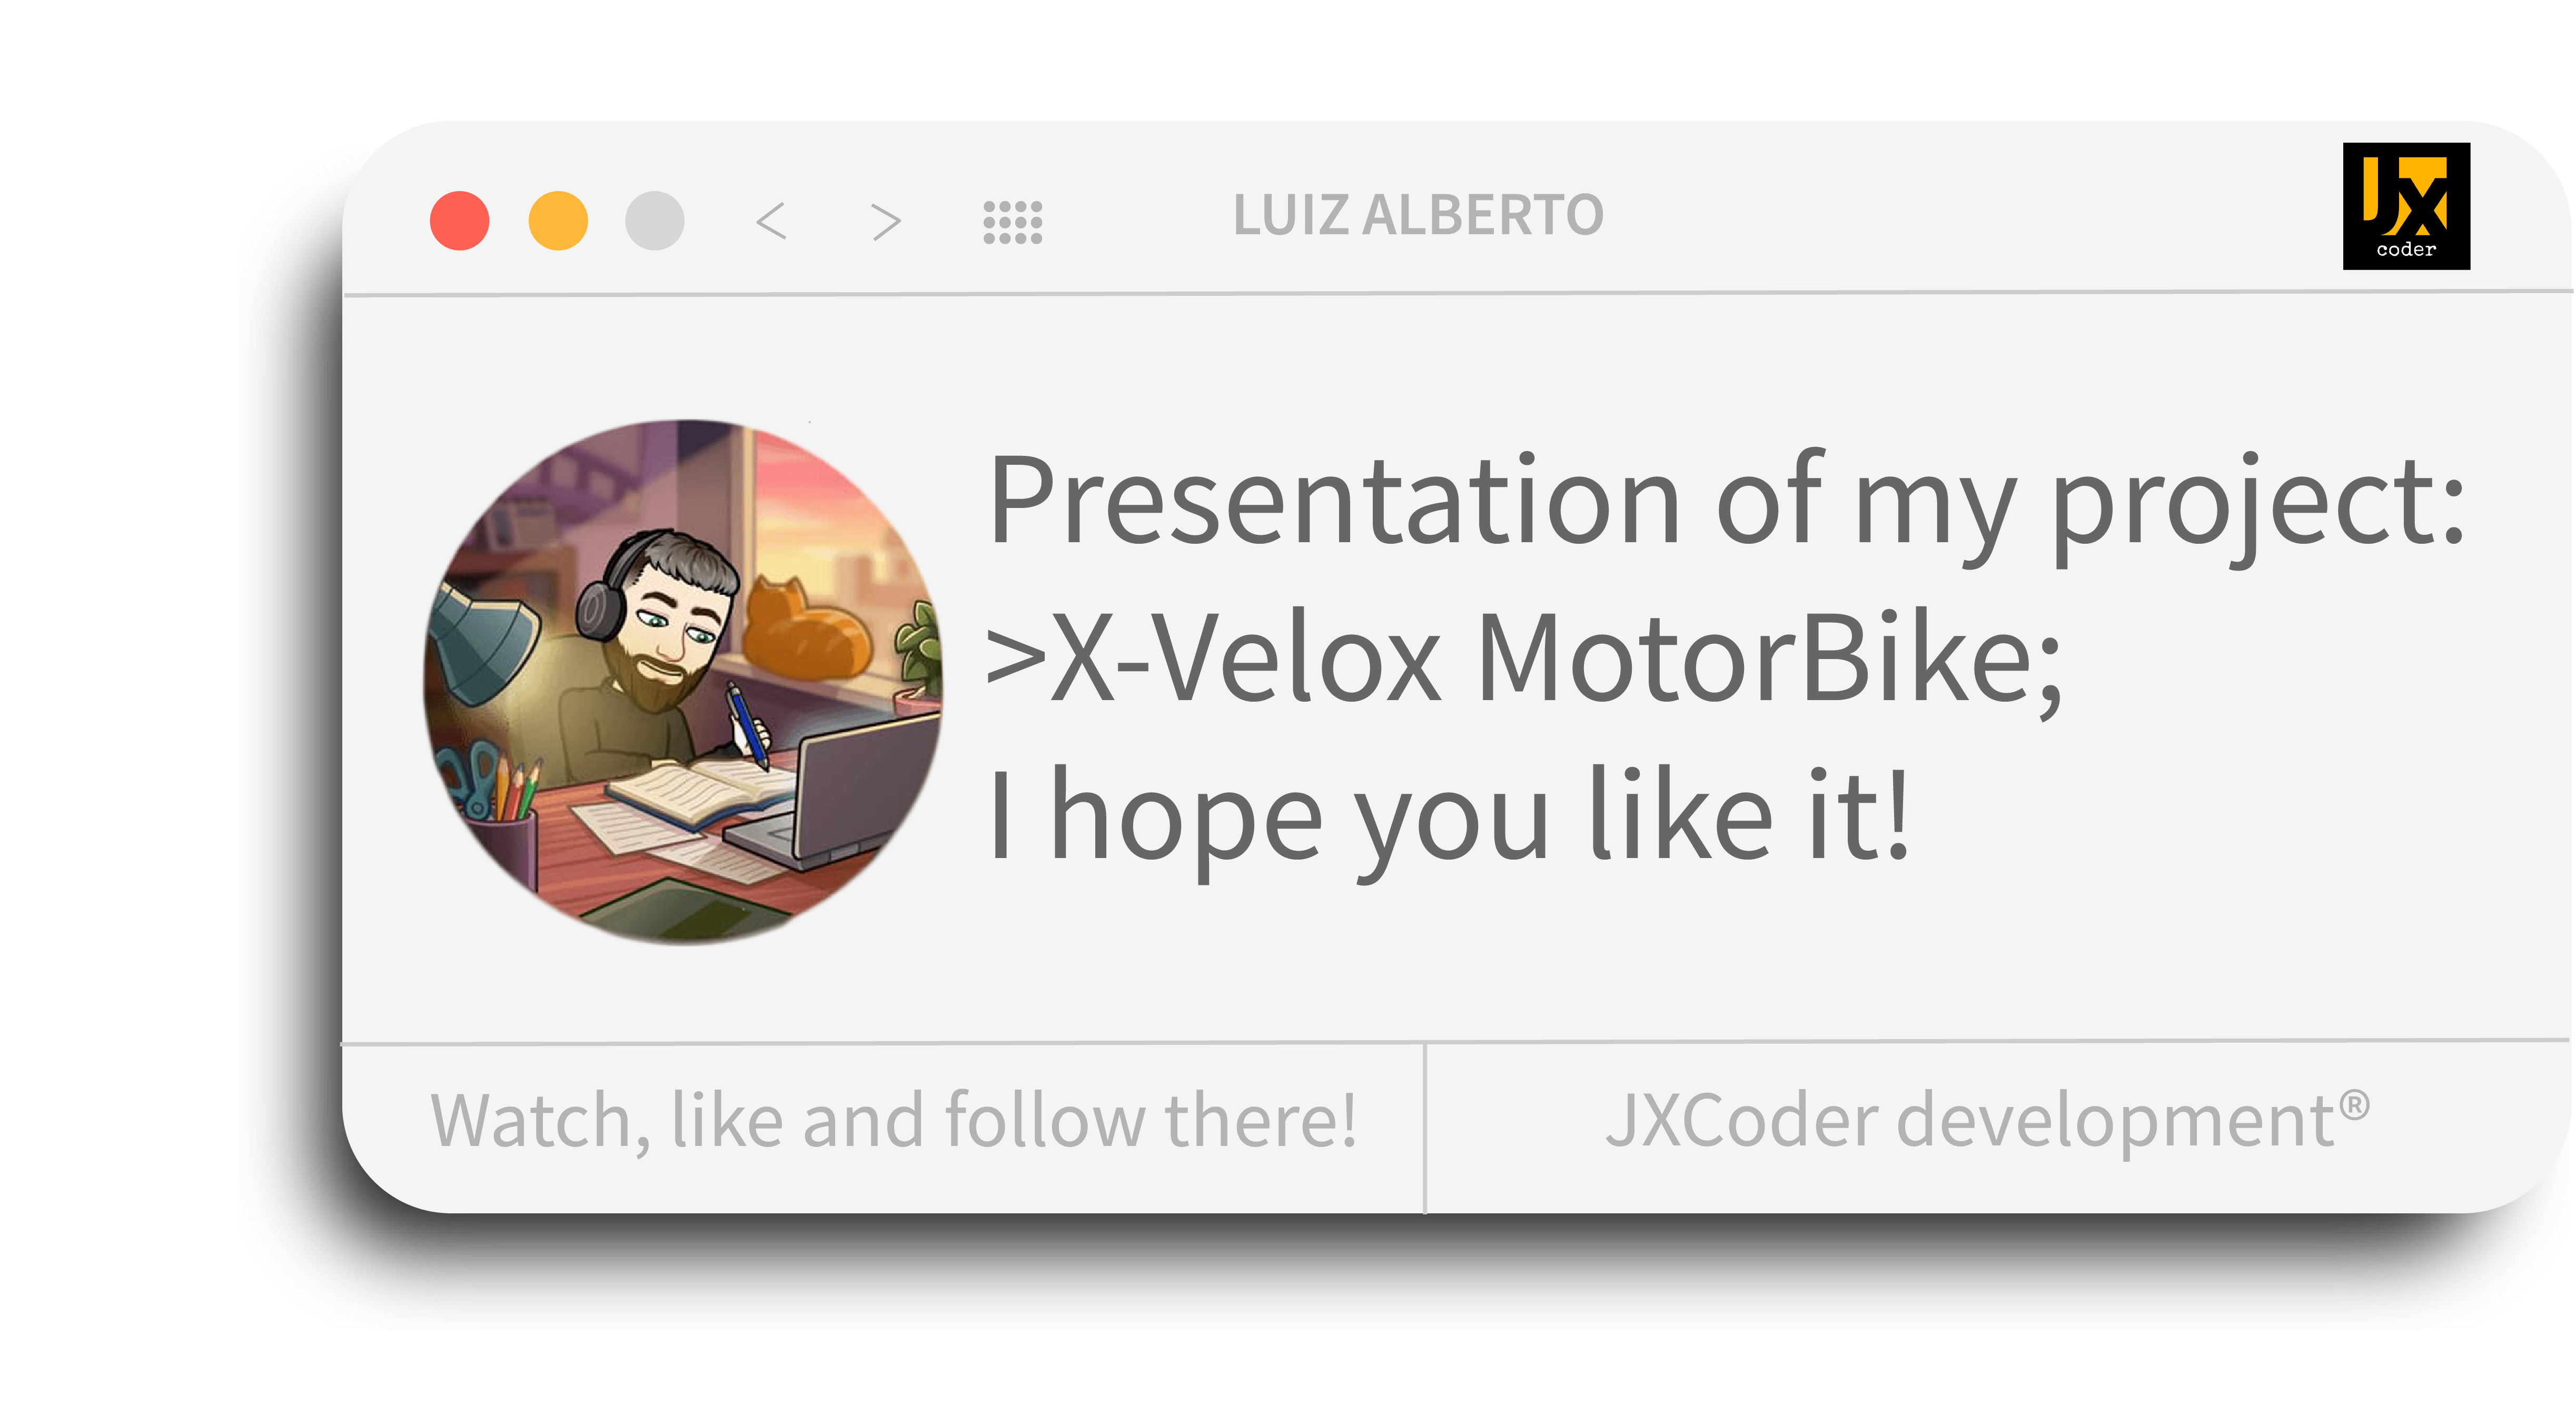 LUIZ ALBERTO
JX
coder
Presentation of my project:
>X-Velox MotorBike;
I hope you like it!
Watch, like and follow there!
JXCoder development®